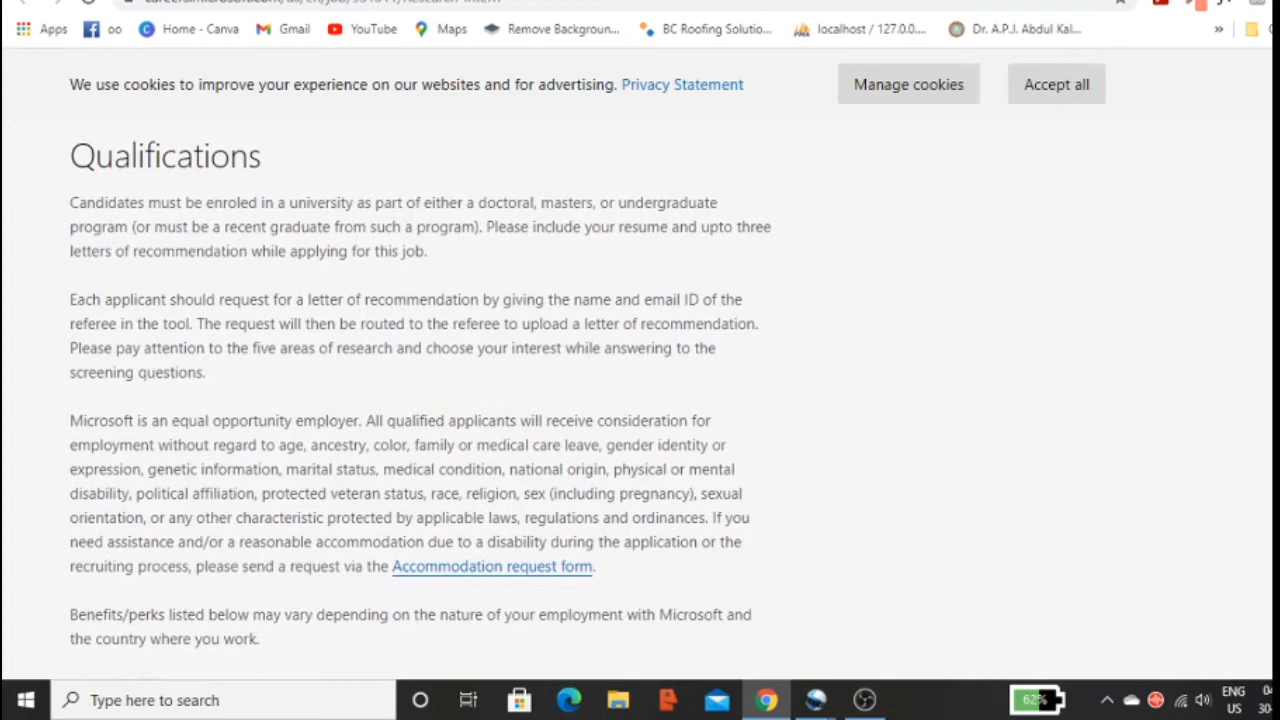 Apps
oo
Home - Canva
Gmail
YouTube
Maps
Remove Backgroun...
BC Roofing Solutio...
localhost / 127.0.0....
Dr. A.P.J. Abdul Kal...
»
We use cookies to improve your experience on our websites and for advertising. Privacy Statement
Manage cookies
Accept all
Qualifications
Candidates must be enroled in a university as part of either a doctoral, masters, or undergraduate
program (or must be a recent graduate from such a program). Please include your resume and upto three
letters of recommendation while applying for this job.
Each applicant should request for a letter of recommendation by giving the name and email ID of the
referee in the tool. The request will then be routed to the referee to upload a letter of recommendation.
Please pay attention to the five areas of research and choose your interest while answering to the
screening questions.
Microsoft is an equal opportunity employer. All qualified applicants will receive consideration for
employment without regard to age, ancestry, color, family or medical care leave, gender identity or
expression, genetic information, marital status, medical condition, national origin, physical or mental
disability, political affiliation, protected veteran status, race, religion, sex (including pregnancy), sexual
orientation, or any other characteristic protected by applicable laws, regulations and ordinances. If you
need assistance and/or a reasonable accommodation due to a disability during the application or the
recruiting process, please send a request via the Accommodation request form.
Benefits/perks listed below may vary depending on the nature of your employment with Microsoft and
the country where you work.
Type here to search
62%
ENG
US